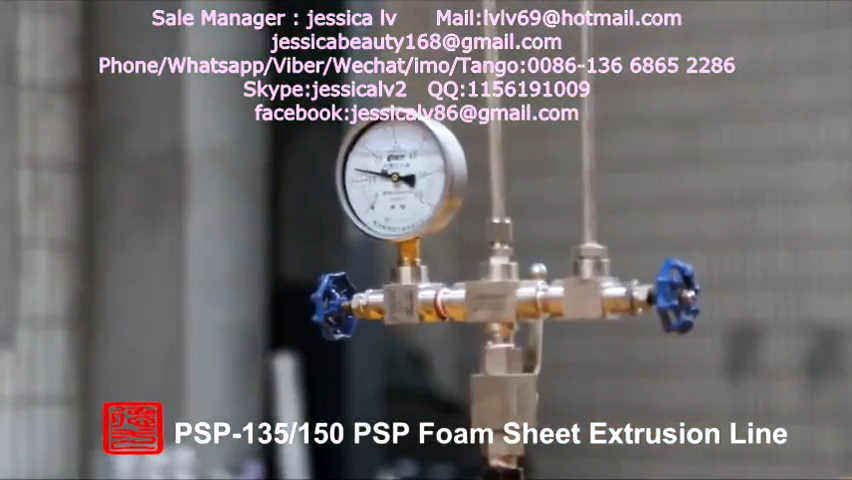 Sale Manager : jessica lv Mail:lvlv69@hotmail.com
jessicabeauty168@gmail.com
Phone/Whatsapp/Viber/Wechat/imo/Tango:0086-136 6865 2286
Skype:jessicalv2 QQ:1156191009
facebook:jessicalv86@gmail.com
PSP-135/150 PSP Foam Sheet Extrusion Line